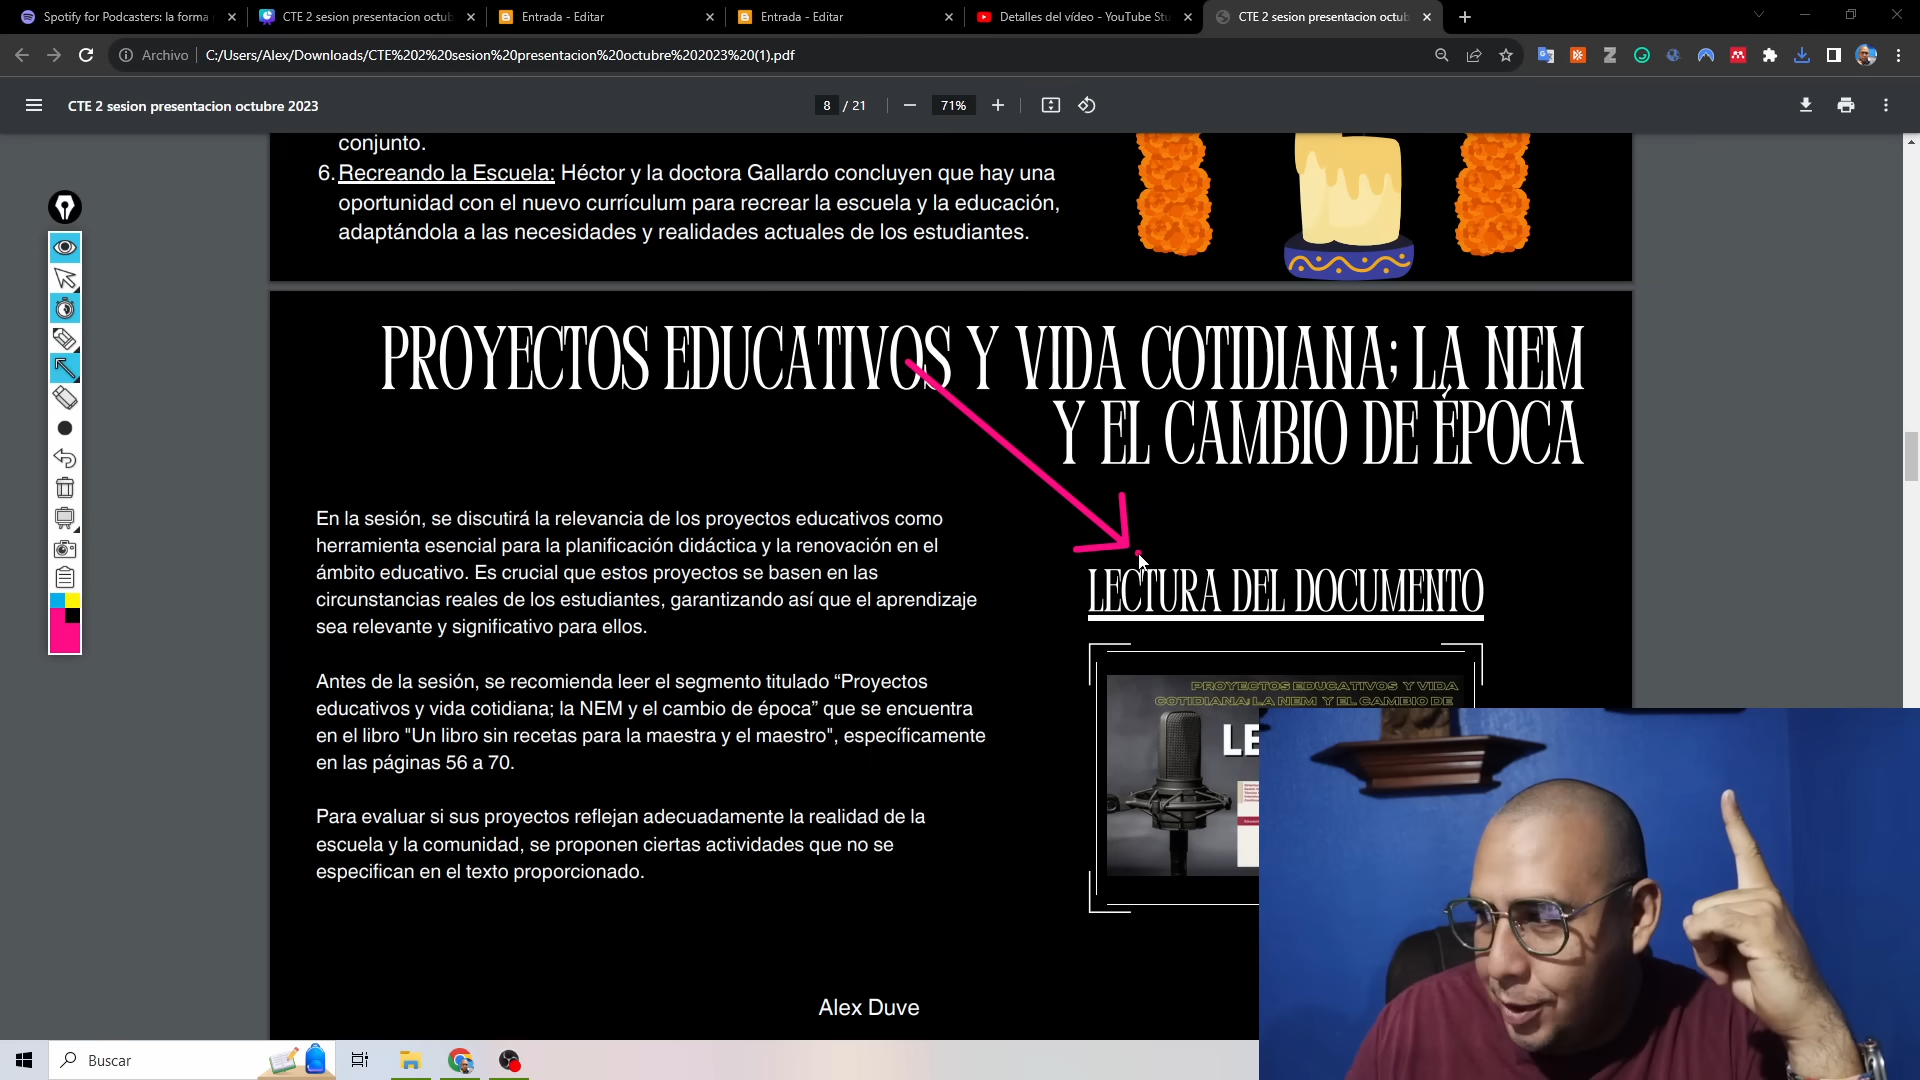 Spotify for Podcasters: la forma
CTE 2 sesion presentacion octub
Entrada - Editar
Entrada - Editar
Detalles del vídeo - YouTube Stu
CTE 2 sesion presentacion octub
Archivo
C:/Users/Alex/Downloads/CTE%202%20sesion%20presentacion%20octubre%202023%20(1).pdf
CTE 2 sesion presentacion octubre 2023
8 / 21
71%
conjunto.
6. Recreando la Escuela: Héctor y la doctora Gallardo concluyen que hay una
oportunidad con el nuevo currículum para recrear la escuela y la educación,
adaptándola a las necesidades y realidades actuales de los estudiantes.
PROYECTOS EDUCATIVOS Y VIDA COTIDIANA; LA NEM
Y EL CAMBIO DE ÉPOCA
En la sesión, se discutirá la relevancia de los proyectos educativos como
herramienta esencial para la planificación didáctica y la renovación en el
ámbito educativo. Es crucial que estos proyectos se basen en las
circunstancias reales de los estudiantes, garantizando así que el aprendizaje
sea relevante y significativo para ellos.
Antes de la sesión, se recomienda leer el segmento titulado “Proyectos
educativos y vida cotidiana; la NEM y el cambio de época” que se encuentra
en el libro "Un libro sin recetas para la maestra y el maestro", específicamente
en las páginas 56 a 70.
Para evaluar si sus proyectos reflejan adecuadamente la realidad de la
escuela y la comunidad, se proponen ciertas actividades que no se
especifican en el texto proporcionado.
LECTURA DEL DOCUMENTO
PROYECTOS EDUCATIVOS Y VIDA
COTIDIANA; LA NEM Y EL CAMBIO DE
LE
Alex Duve
Buscar